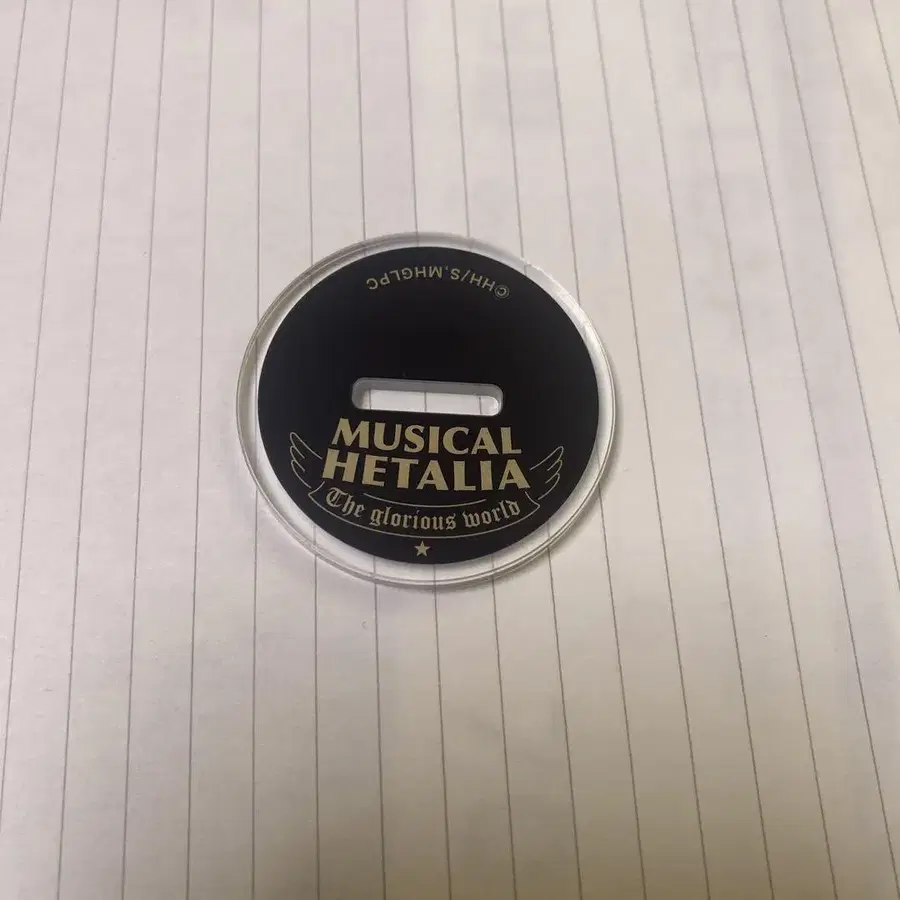 MUSICAL
HETALIA
The glorious world
©HH/S.MHGLPC